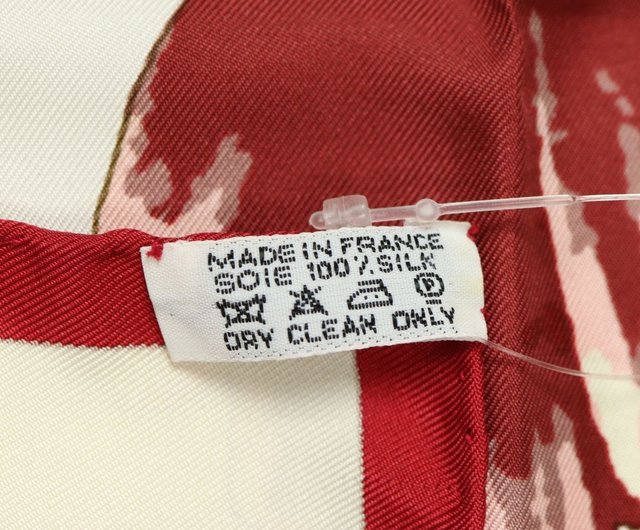 MADE IN FRANCE
SOIE 100% SILK
P
DRY CLEAN ONLY